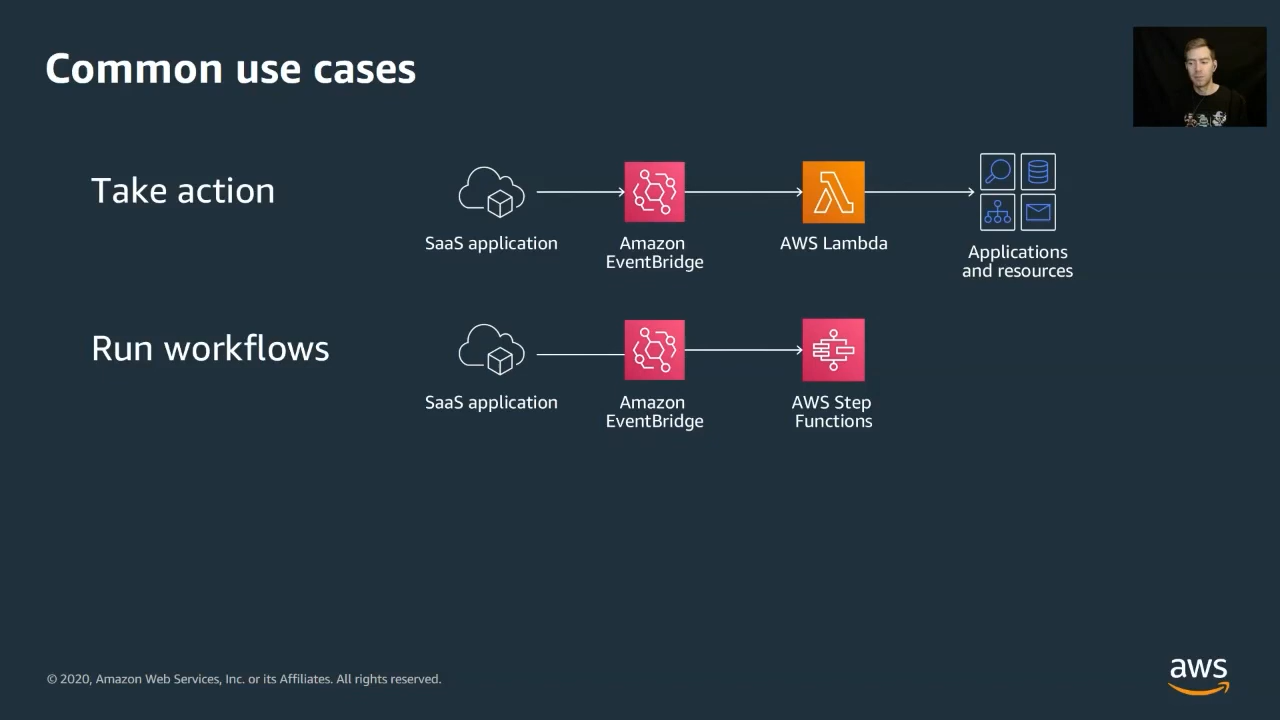 Common use cases
Take action
SaaS application
Amazon
EventBridge
AWS Lambda
Applications
and resources
Run workflows
SaaS application
Amazon
EventBridge
AWS Step
Functions
© 2020, Amazon Web Services, Inc. or its Affiliates. All rights reserved.
aws